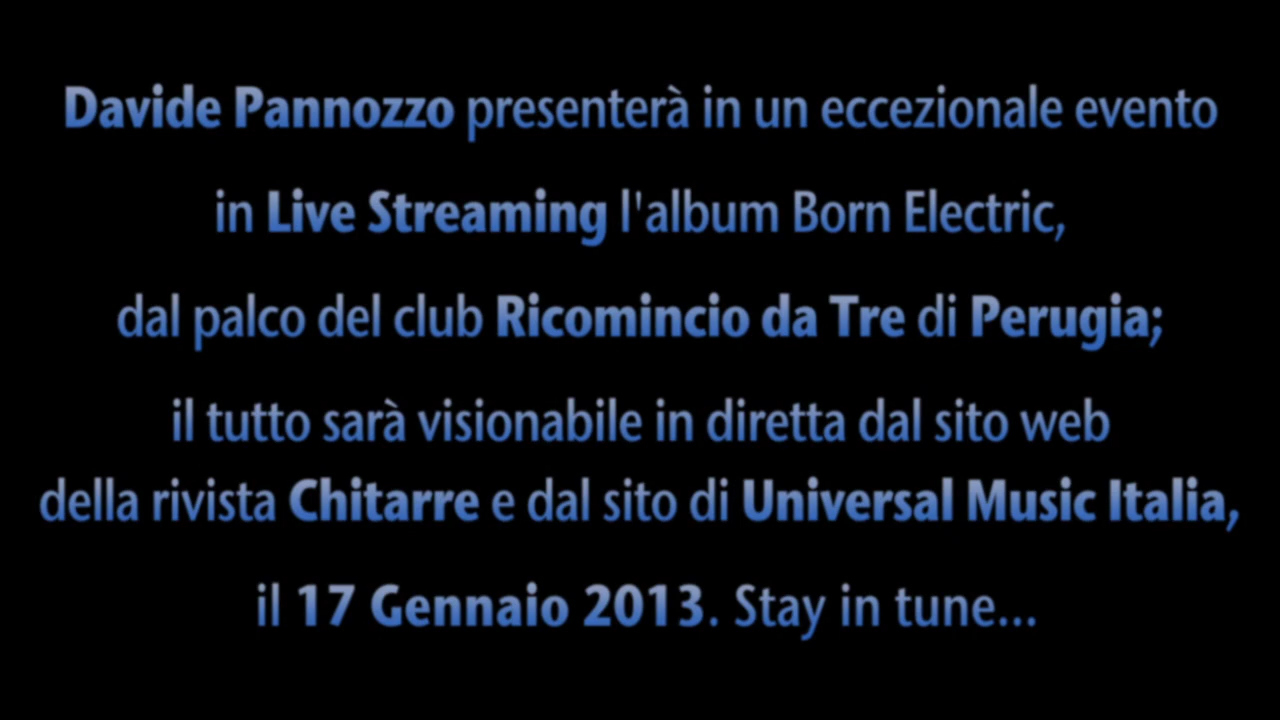 Davide Pannozzo presenterà in un eccezionale evento
in Live Streaming l'album Born Electric,
dal palco del club Ricomincio da Tre di Perugia;
il tutto sarà visionabile in diretta dal sito web
della rivista Chitarre e dal sito di Universal Music Italia,
il 17 Gennaio 2013. Stay in tune...